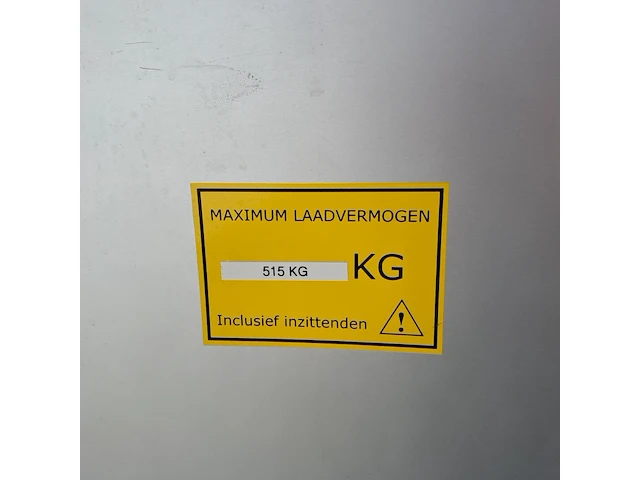 MAXIMUM LAADVERMOGEN
515 KG KG
Inclusief inzittenden